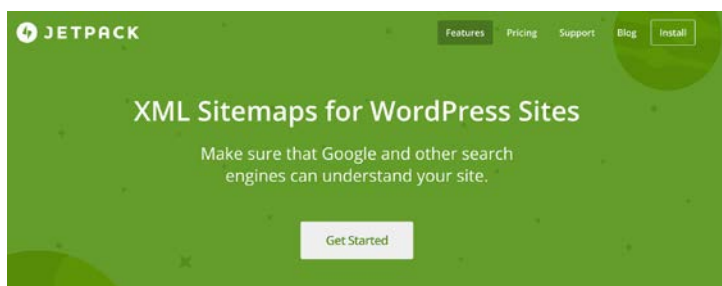 JETPACK
Features Pricing Support Blog Install
XML Sitemaps for WordPress Sites
Make sure that Google and other search
engines can understand your site.
Get Started